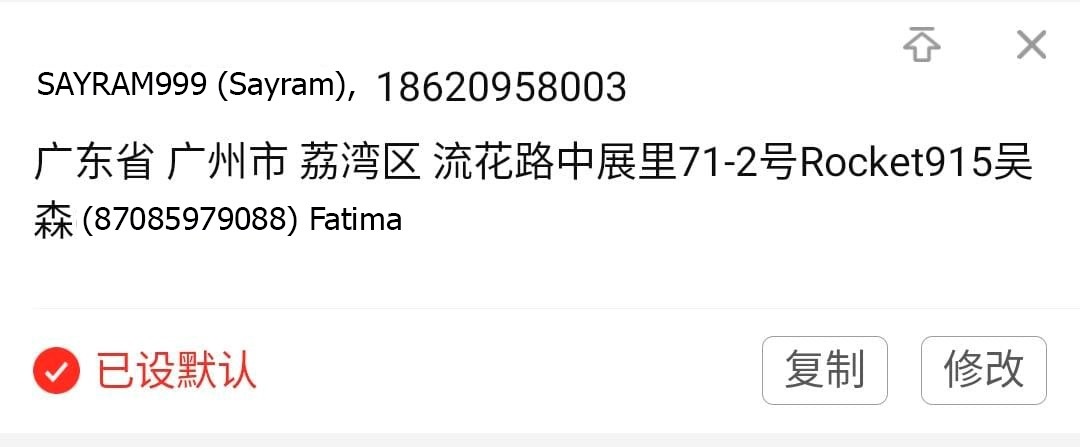 SAYRAM999 (Sayram), 18620958003
广东省 广州市 荔湾区 流花路中展里71-2号Rocket915吴
森(87085979088) Fatima
已设默认 复制 修改